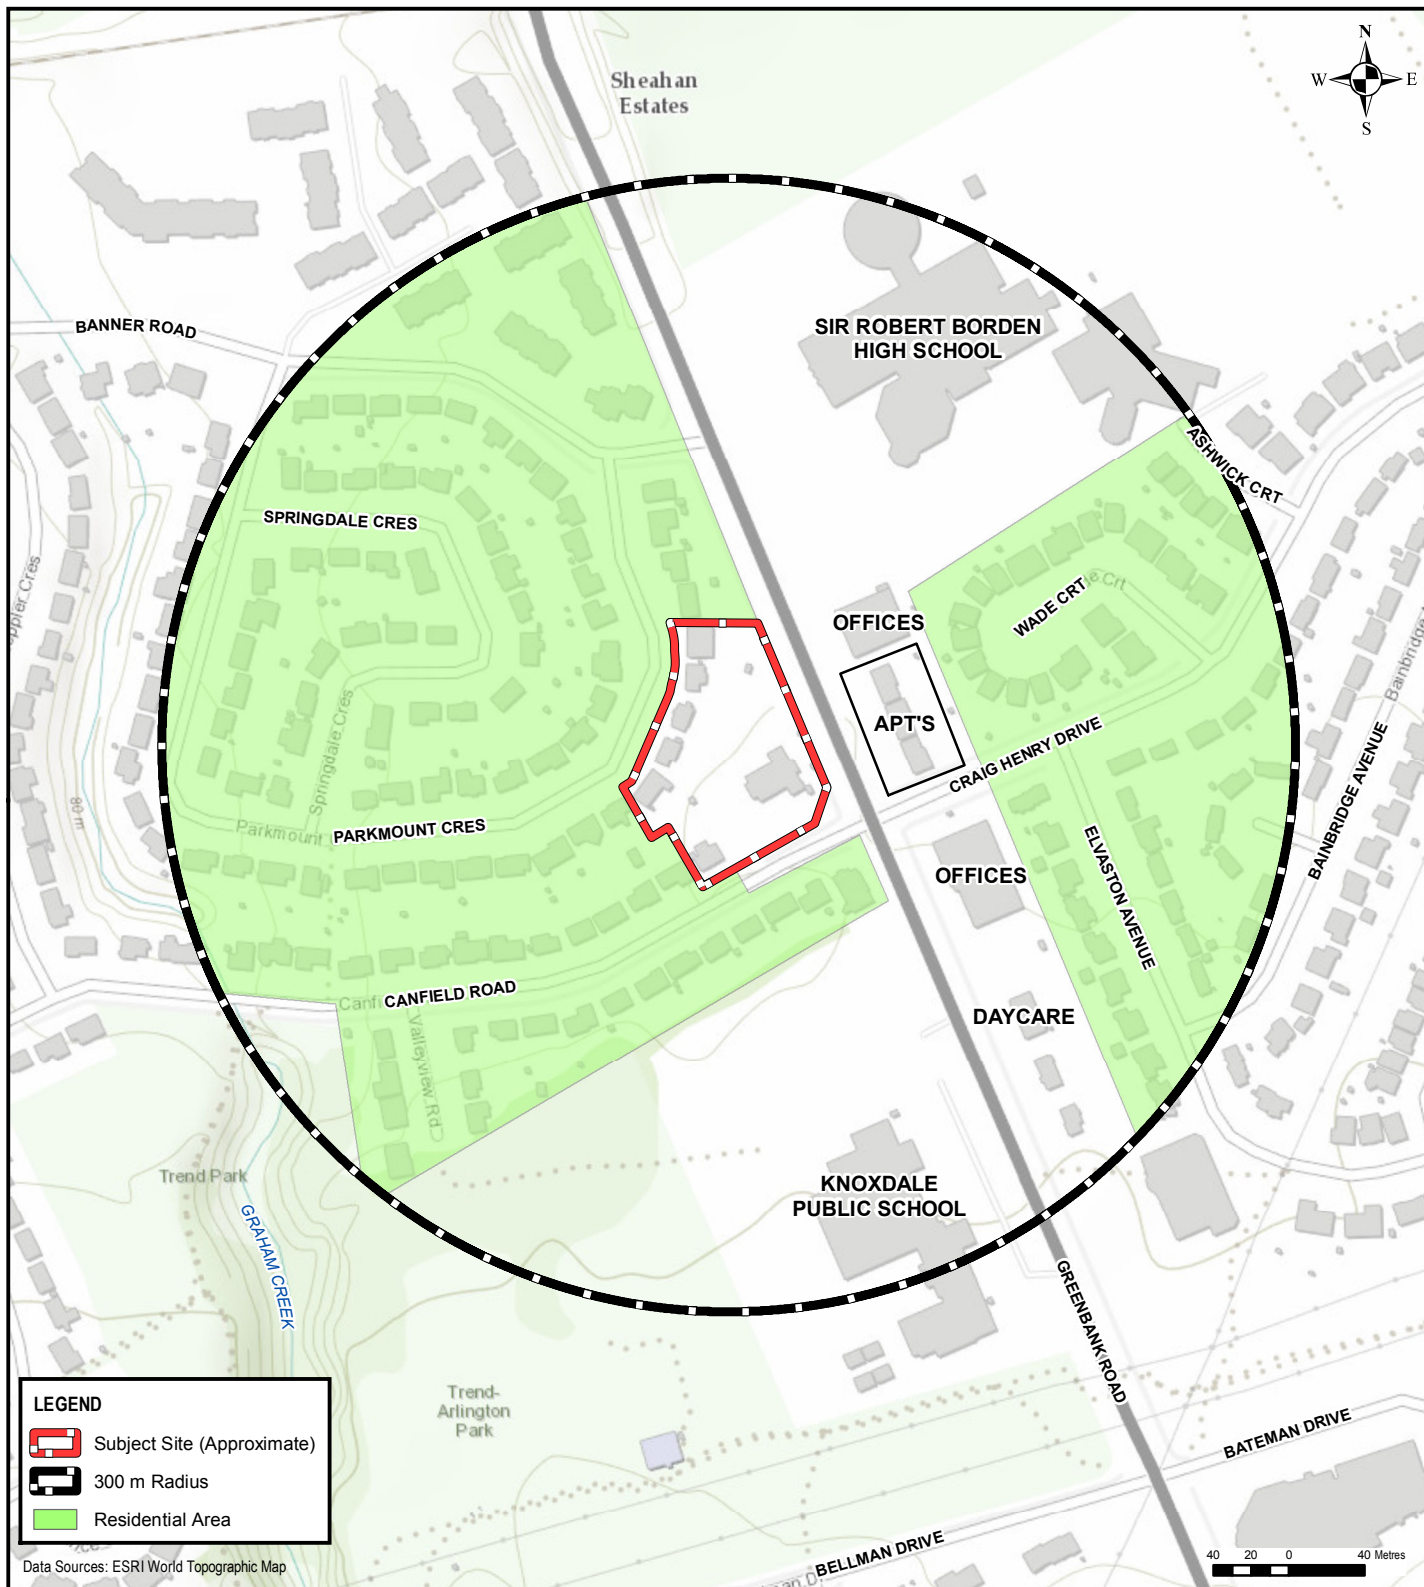 N
W E
S
Sheahan
Estates
SIR ROBERT BORDEN
HIGH SCHOOL
BANNER ROAD
ASHWICK CRT
SPRINGDALE CRES
Cres
WADE CRT
Crt
OFFICES
APT'S
CRAIG HENRY DRIVE
Bainbridge
Springdale Cres
80 m
Parkmount
PARKMOUNT CRES
BAINBRIDGE AVENUE
ELVASTON AVENUE
OFFICES
CANFIELD ROAD
DAYCARE
Valleyview Rd
Trend Park
KNOXDALE
PUBLIC SCHOOL
GRAHAM CREEK
GREENBANK ROAD
Trend-
Arlington
Park
BATEMAN DRIVE
BELLMAN DRIVE
LEGEND
Subject Site (Approximate)
300 m Radius
Residential Area
Data Sources: ESRI World Topographic Map
40 20 0 40 Metres